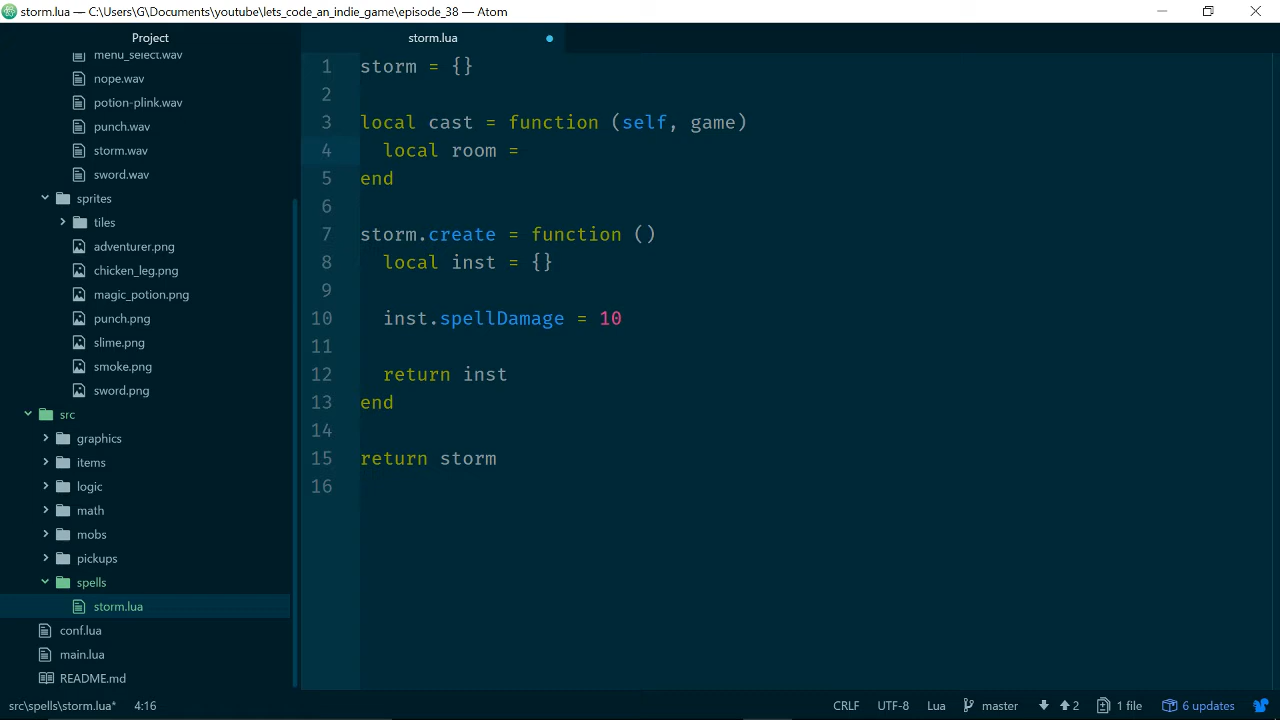 storm.lua — C:\Users\G\Documents\youtube\lets_code_an_indie_game\episode_38 — Atom
Project
menu_select.wav
nope.wav
potion-plink.wav
punch.wav
storm.wav
sword.wav
sprites
tiles
adventurer.png
chicken_leg.png
magic_potion.png
punch.png
slime.png
smoke.png
sword.png
src
graphics
items
logic
math
mobs
pickups
spells
storm.lua
conf.lua
main.lua
README.md
storm.lua
1 storm = {}
2
3 local cast = function (self, game)
4 local room =
5 end
6
7 storm.create = function ()
8 local inst = {}
9
10 inst.spellDamage = 10
11
12 return inst
13 end
14
15 return storm
16
src\spells\storm.lua* 4:16 CRLF UTF-8 Lua master 2 1 file 6 updates